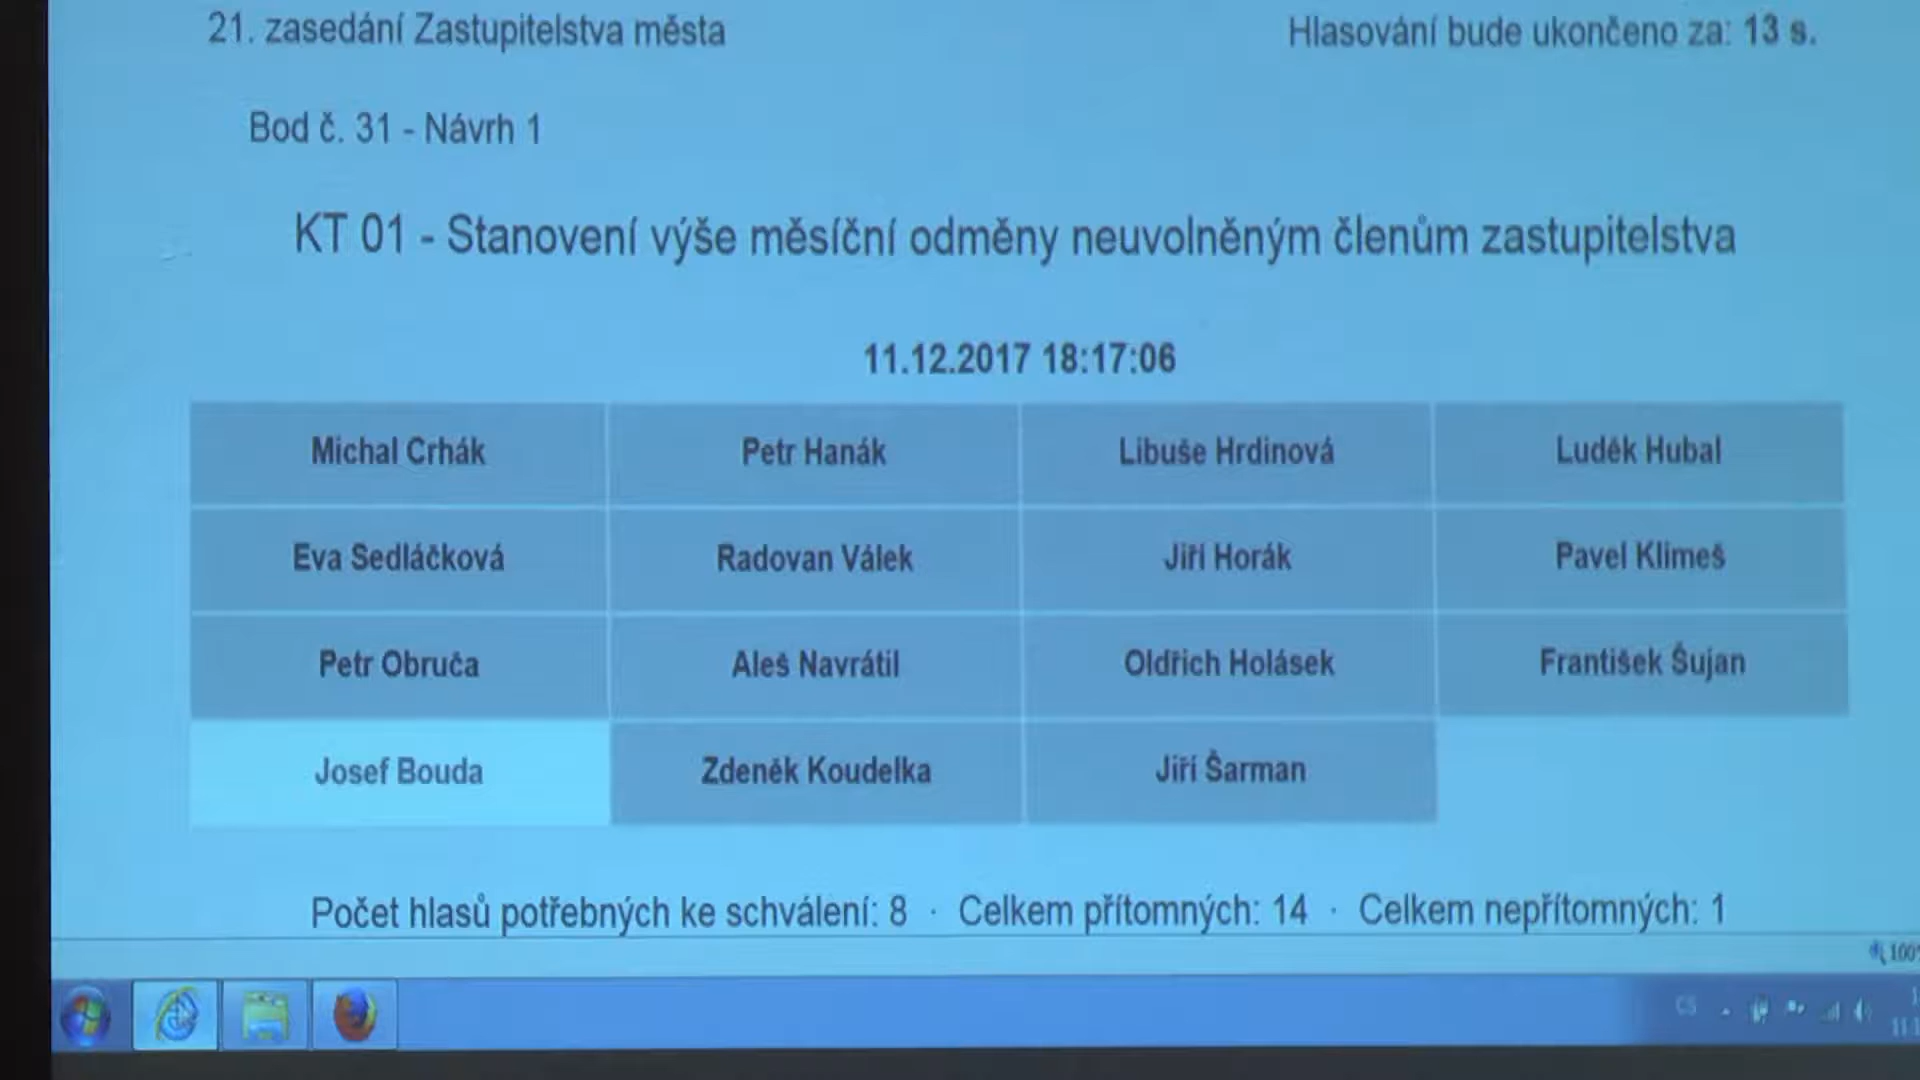 21. zasedání Zastupitelstva města
Hlasování bude ukončeno za: 13 s.
Bod č. 31 - Návrh 1
KT 01 - Stanovení výše měsíční odměny neuvolněným členům zastupitelstva
11.12.2017 18:17:06
Michal Crhák Petr Hanák Libuše Hrdinová Luděk Hubal
Eva Sedláčková Radovan Válek Jiří Horák Pavel Klimeš
Petr Obruča Aleš Navrátil Oldřich Holásek František Šujan
Josef Bouda Zdeněk Koudelka Jiří Šarman
Počet hlasů potřebných ke schválení: 8 · Celkem přítomných: 14 · Celkem nepřítomných: 1
100%
CS